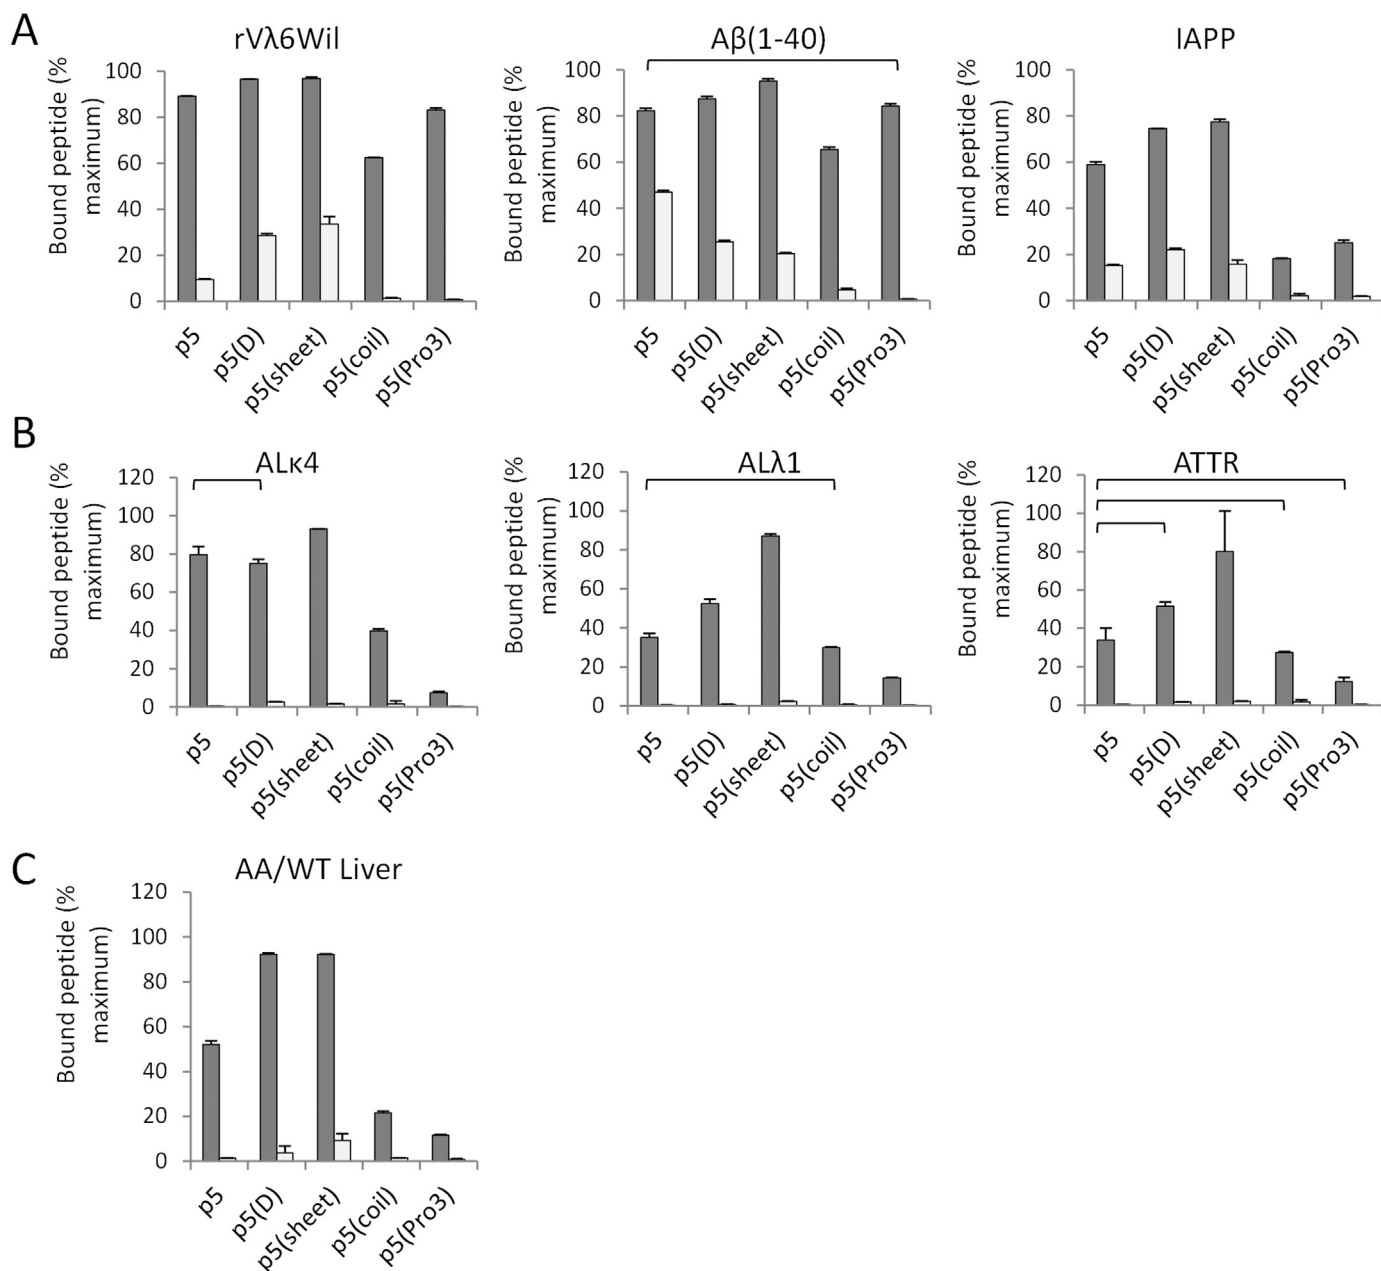 A
rVλ6Wil
Bound peptide (%
maximum)
100
80
60
40
20
0
p5
p5(D)
p5(sheet)
p5(coil)
p5(Pro3)
Aβ(1-40)
Bound peptide (%
maximum)
100
80
60
40
20
0
p5
p5(D)
p5(sheet)
p5(coil)
p5(Pro3)
IAPP
Bound peptide (%
maximum)
100
80
60
40
20
0
p5
p5(D)
p5(sheet)
p5(coil)
p5(Pro3)
B
ALκ4
Bound peptide (%
maximum)
120
100
80
60
40
20
0
p5
p5(D)
p5(sheet)
p5(coil)
p5(Pro3)
ALλ1
Bound peptide (%
maximum)
120
100
80
60
40
20
0
p5
p5(D)
p5(sheet)
p5(coil)
p5(Pro3)
ATTR
Bound peptide (%
maximum)
120
100
80
60
40
20
0
p5
p5(D)
p5(sheet)
p5(coil)
p5(Pro3)
C
AA/WT Liver
Bound peptide (%
maximum)
120
100
80
60
40
20
0
p5
p5(D)
p5(sheet)
p5(coil)
p5(Pro3)